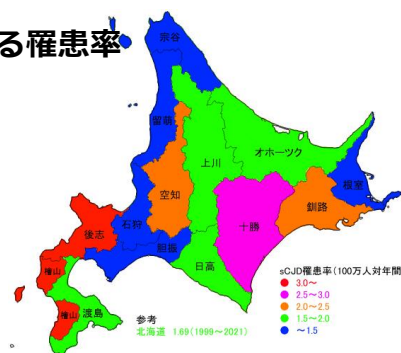 る罹患率
宗谷
留萌
上川
オホーツク
空知
根室
釧路
十勝
石狩
後志
胆振
日高
檜山
渡島
檜山
参考
北海道 1.69(1999~2021)
sCJD罹患率(100万人対年間
3.0~
2.5~3.0
2.0~2.5
1.5~2.0
~1.5